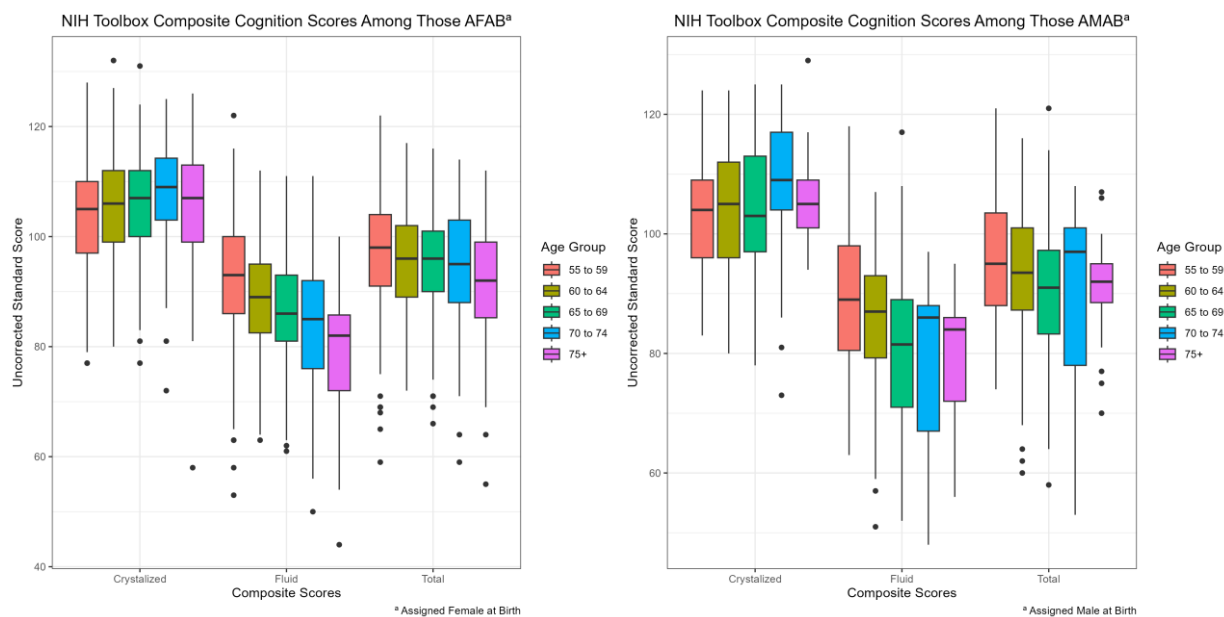 NIH Toolbox Composite Cognition Scores Among Those AFABª
Uncorrected Standard Score
120
100
80
60
40
Crystalized
Fluid
Total
Composite Scores
ª Assigned Female at Birth
Age Group
55 to 59
60 to 64
65 to 69
70 to 74
75+
NIH Toolbox Composite Cognition Scores Among Those AMABª
Uncorrected Standard Score
120
100
80
60
Crystalized
Fluid
Total
Composite Scores
ª Assigned Male at Birth
Age Group
55 to 59
60 to 64
65 to 69
70 to 74
75+